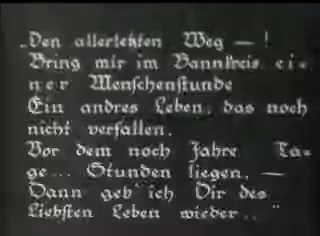 „Den allerletzten Weg — !
Bring mir im Bannkreis ei=
ner Menschenstunde
Ein andres Leben, das noch
nicht verfallen.
Vor dem noch Jahre Ta=
ge... Stunden liegen. —
Dann geb' ich Dir des
Liebsten Leben wieder.. "